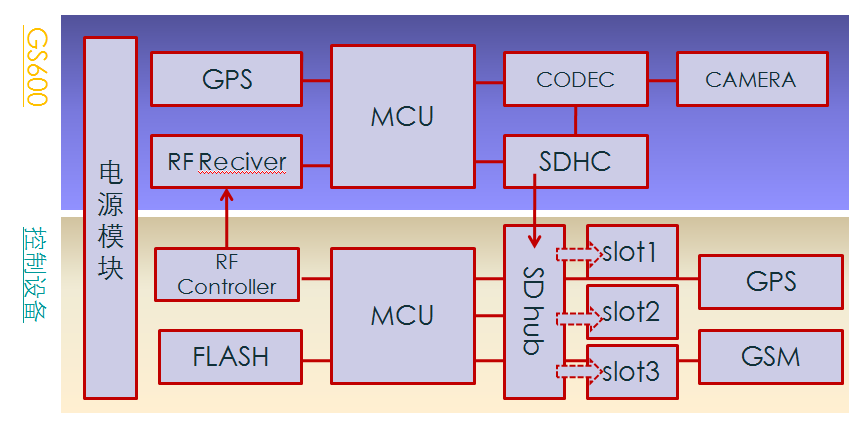 GS600
GPS
MCU
CODEC
CAMERA
RF Reciver
SDHC
电源模块
控制设备
RF
Controller
MCU
SD hub
slot1
GPS
slot2
FLASH
GSM
slot3